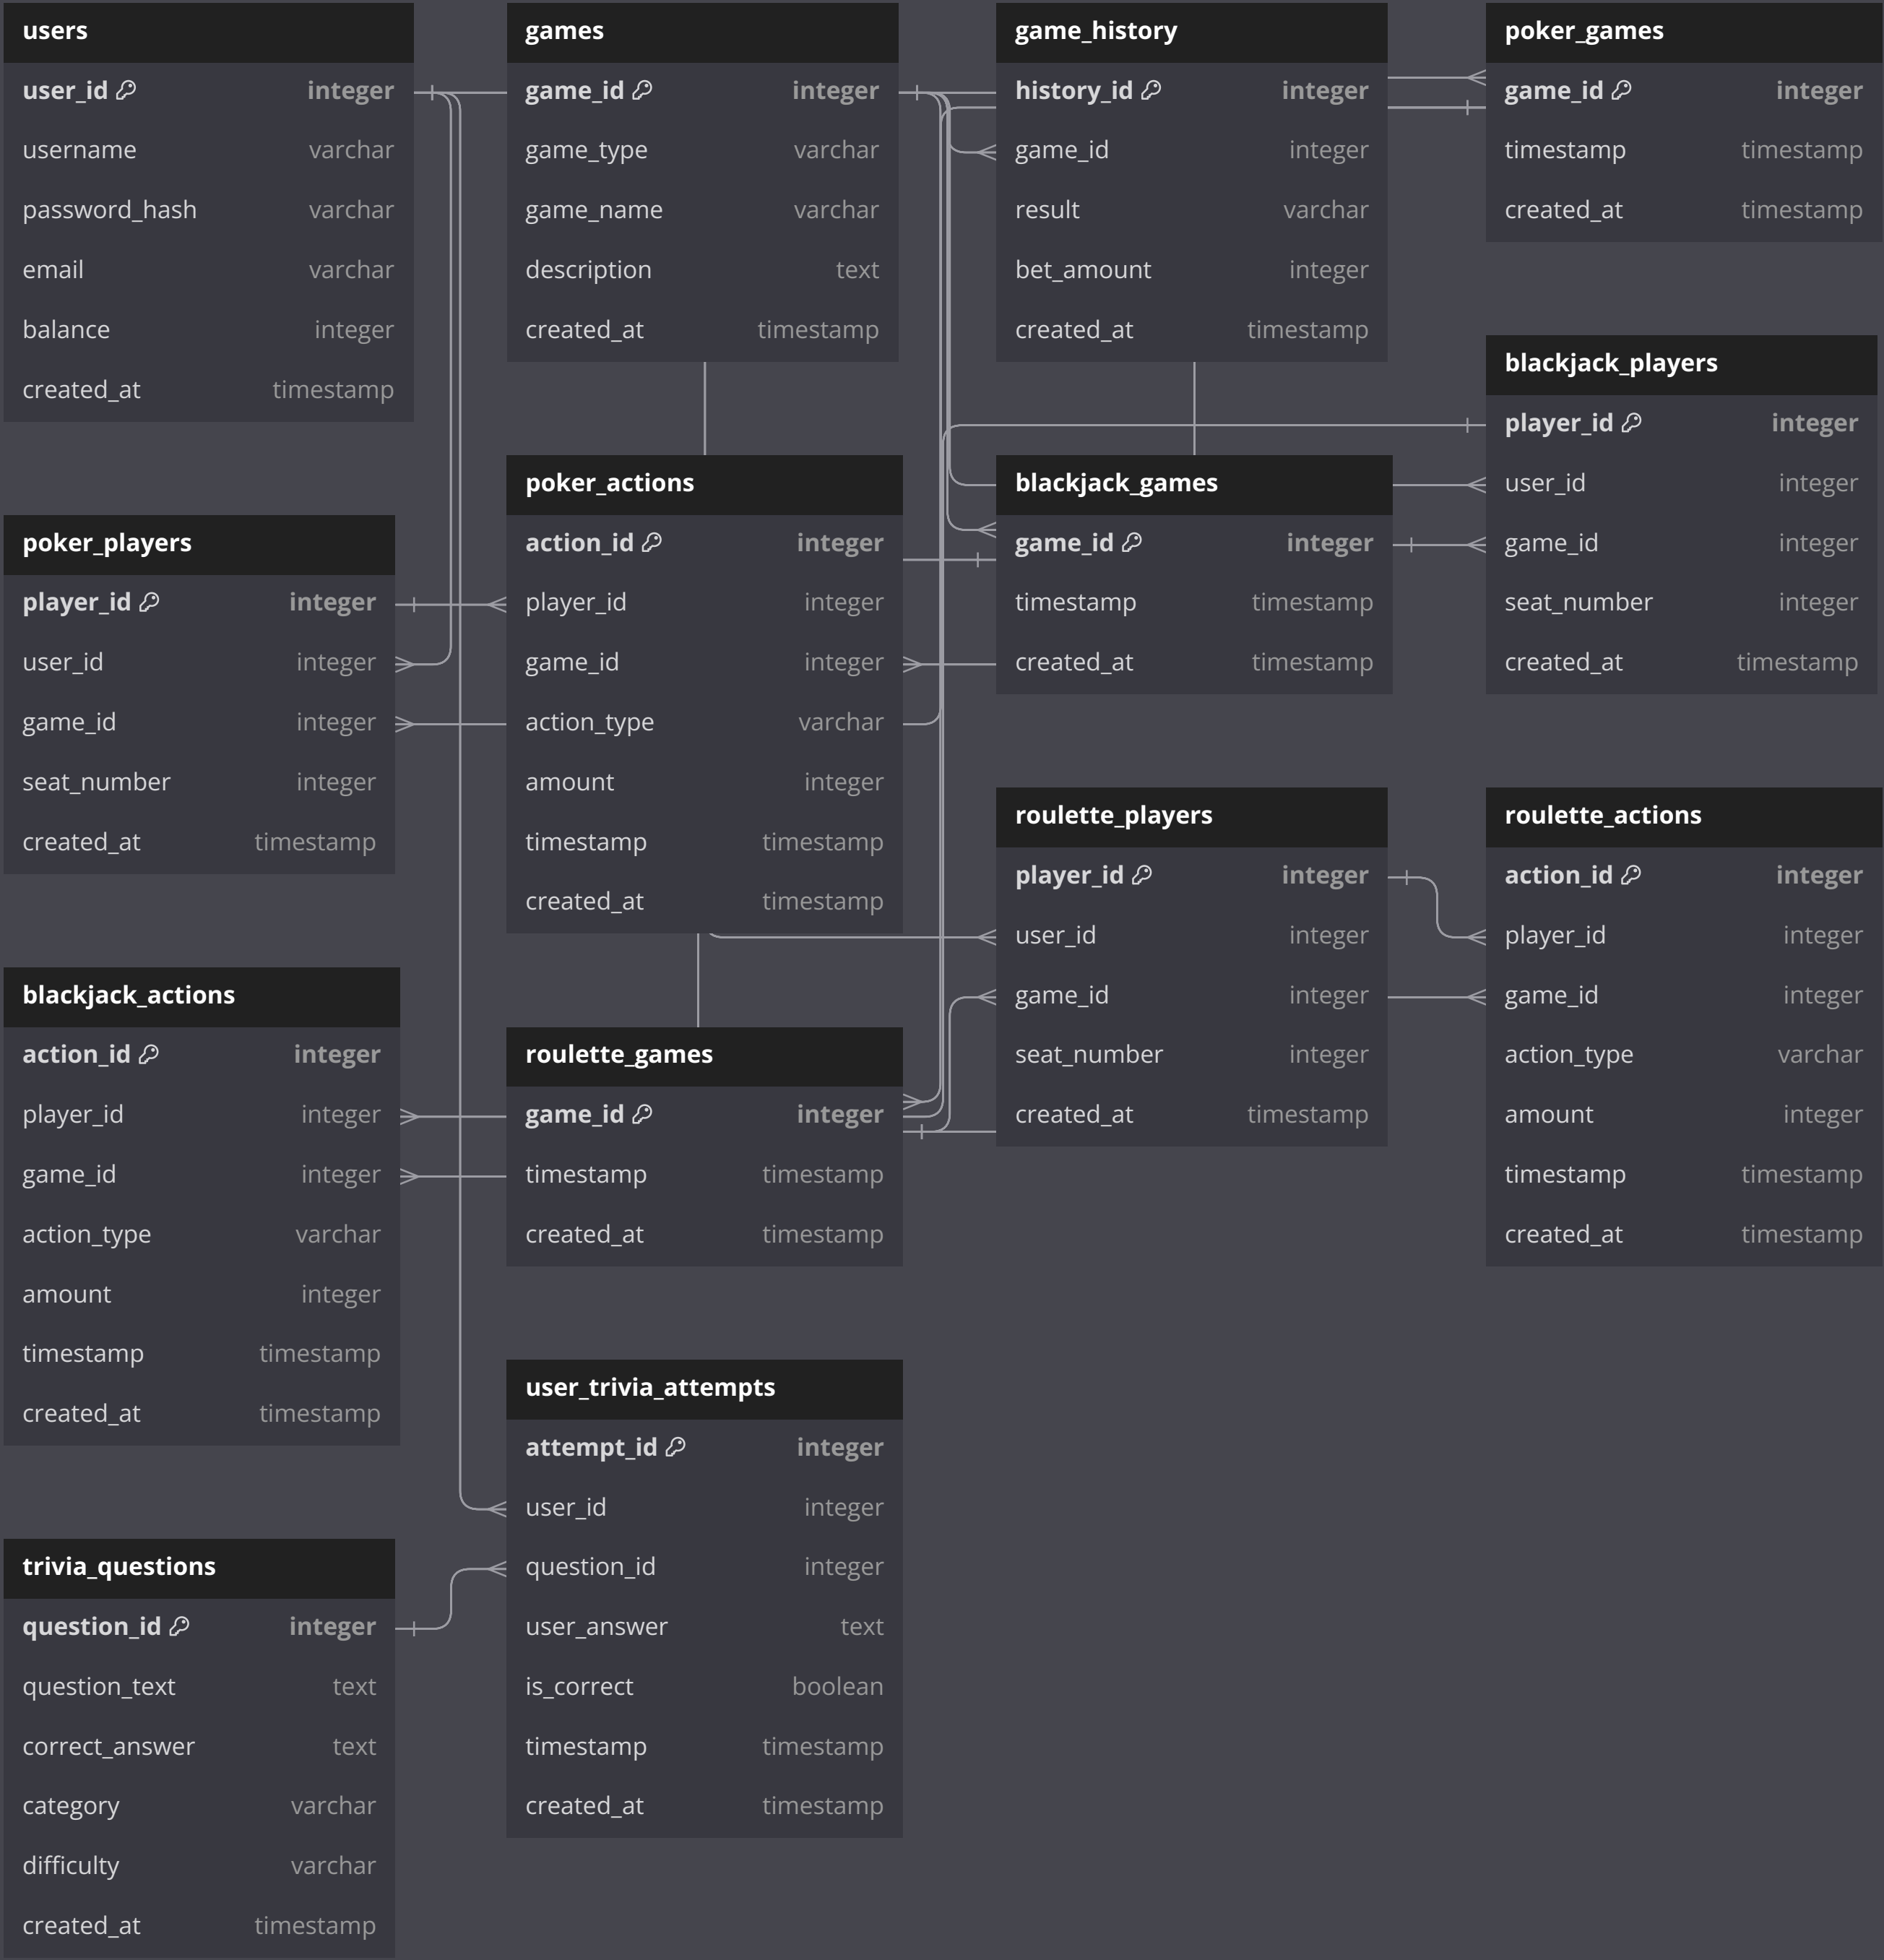 users
user_id integer
username varchar
password_hash varchar
email varchar
balance integer
created_at timestamp
games
game_id integer
game_type varchar
game_name varchar
description text
created_at timestamp
game_history
history_id integer
game_id integer
result varchar
bet_amount integer
created_at timestamp
poker_games
game_id integer
timestamp timestamp
created_at timestamp
blackjack_players
player_id integer
user_id integer
game_id integer
seat_number integer
created_at timestamp
poker_actions
action_id integer
player_id integer
game_id integer
action_type varchar
amount integer
timestamp timestamp
created_at timestamp
blackjack_games
game_id integer
timestamp timestamp
created_at timestamp
poker_players
player_id integer
user_id integer
game_id integer
seat_number integer
created_at timestamp
roulette_players
player_id integer
user_id integer
game_id integer
seat_number integer
created_at timestamp
roulette_actions
action_id integer
player_id integer
game_id integer
action_type varchar
amount integer
timestamp timestamp
created_at timestamp
blackjack_actions
action_id integer
player_id integer
game_id integer
action_type varchar
amount integer
timestamp timestamp
created_at timestamp
roulette_games
game_id integer
timestamp timestamp
created_at timestamp
user_trivia_attempts
attempt_id integer
user_id integer
question_id integer
user_answer text
is_correct boolean
timestamp timestamp
created_at timestamp
trivia_questions
question_id integer
question_text text
correct_answer text
category varchar
difficulty varchar
created_at timestamp